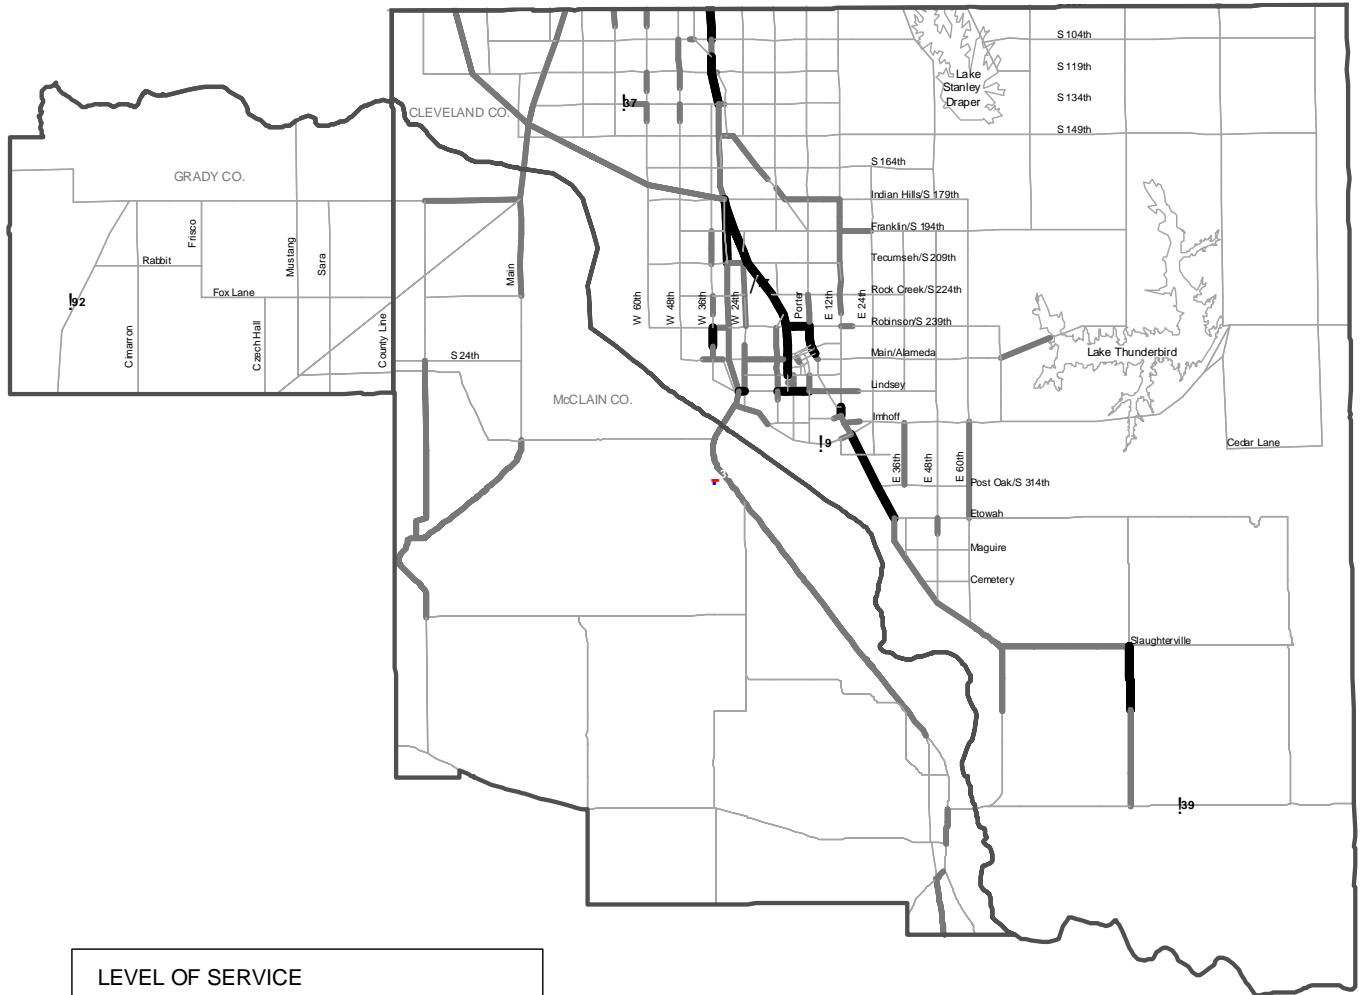 S 104th
Lake
Stanley
Draper
S 119th
S 134th
37
CLEVELAND CO.
S 149th
S 164th
GRADY CO.
Indian Hills/S 179th
Franklin/S 194th
Frisco
Mustang
Sara
Rabbit
Tecumseh/S 209th
Main
Fox Lane
92
Rock Creek/S 224th
W 60th
W 48th
W 36th
W 24th
Porter
E 12th
E 24th
Robinson/S 239th
Cimarron
Czech Hall
County Line
S 24th
Main/Alameda
Lake Thunderbird
Lindsey
McCLAIN CO.
Imhoff
9
Cedar Lane
E 36th
E 48th
E 60th
Post Oak/S 314th
Etowah
Maguire
Cemetery
Slaughterville
39
LEVEL OF SERVICE